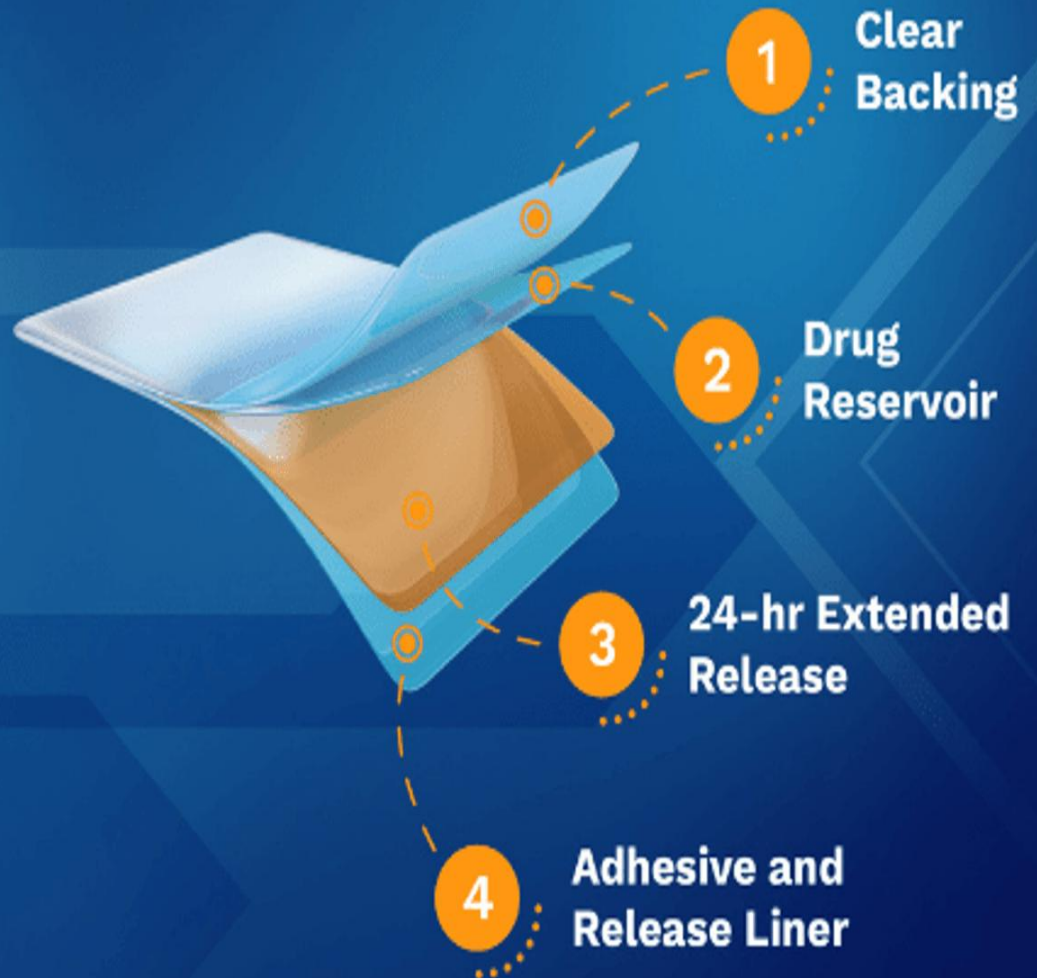 1
Clear
Backing
2
Drug
Reservoir
3
24-hr Extended
Release
4
Adhesive and
Release Liner